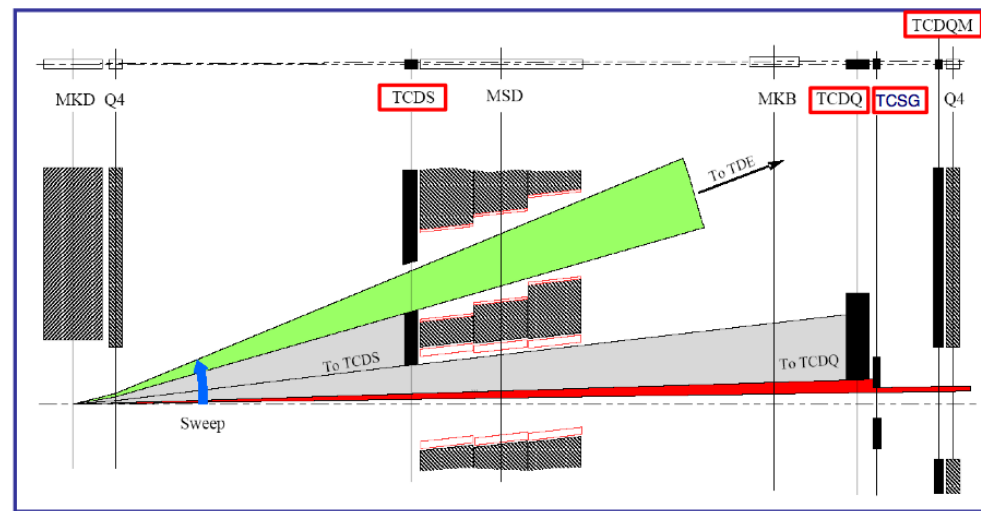 TCDQM
MKD Q4 TCDS MSD MKB TCDQ TCSG Q4
To TDE
To TCDS
To TCDQ
Sweep